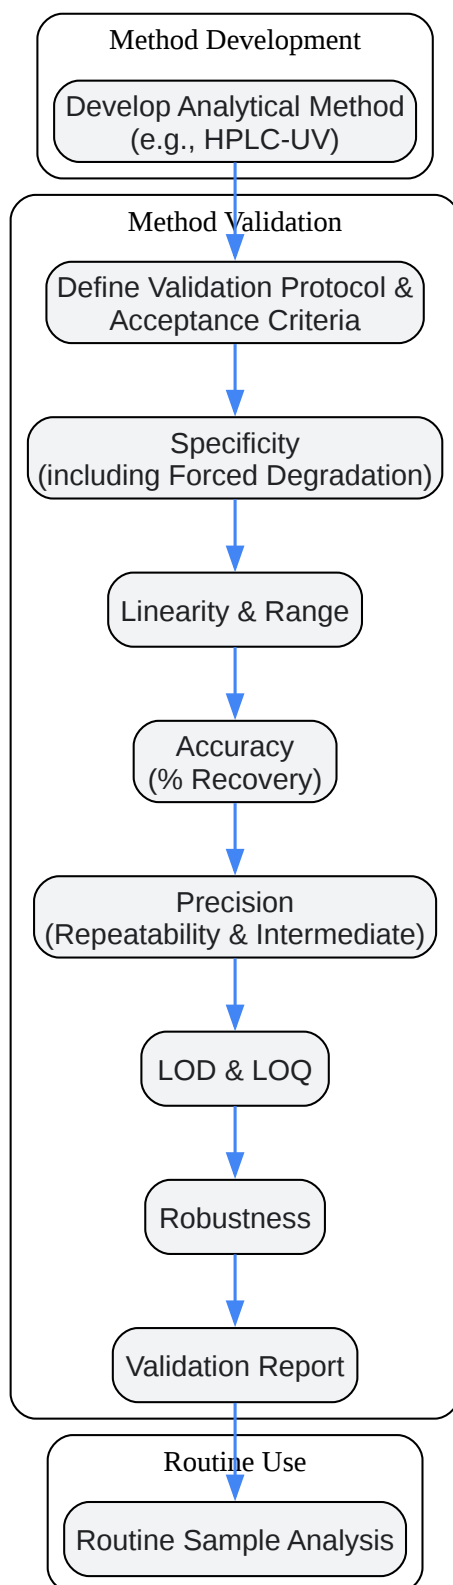 Method Development
Develop Analytical Method
(e.g., HPLC-UV)
Method Validation
Define Validation Protocol &
Acceptance Criteria
Specificity
(including Forced Degradation)
Linearity & Range
Accuracy
(% Recovery)
Precision
(Repeatability & Intermediate)
LOD & LOQ
Robustness
Validation Report
Routine Use
Routine Sample Analysis